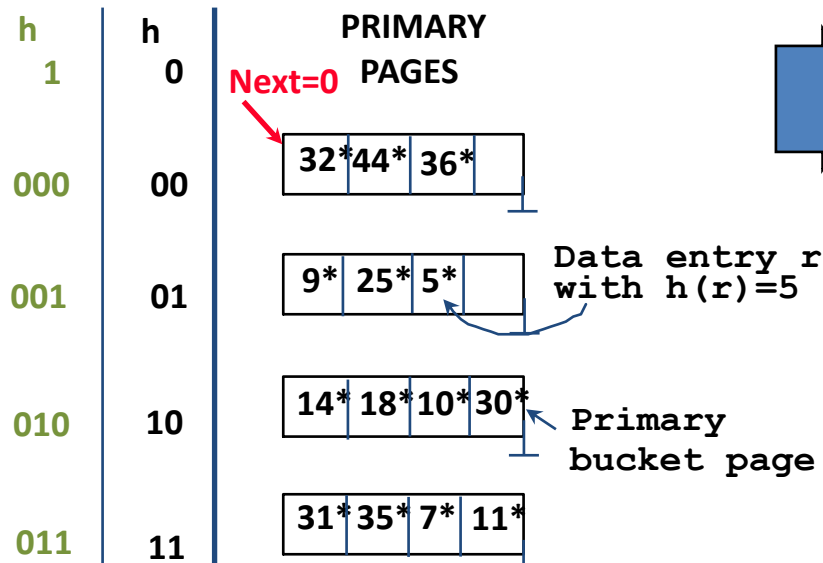 h h PRIMARY
1 0 PAGES
Next=0
000 00 32* 44* 36*
001 01 9* 25* 5*
Data entry r
with h(r)=5
010 10 14* 18* 10* 30*
Primary
bucket page
011 11 31* 35* 7* 11*